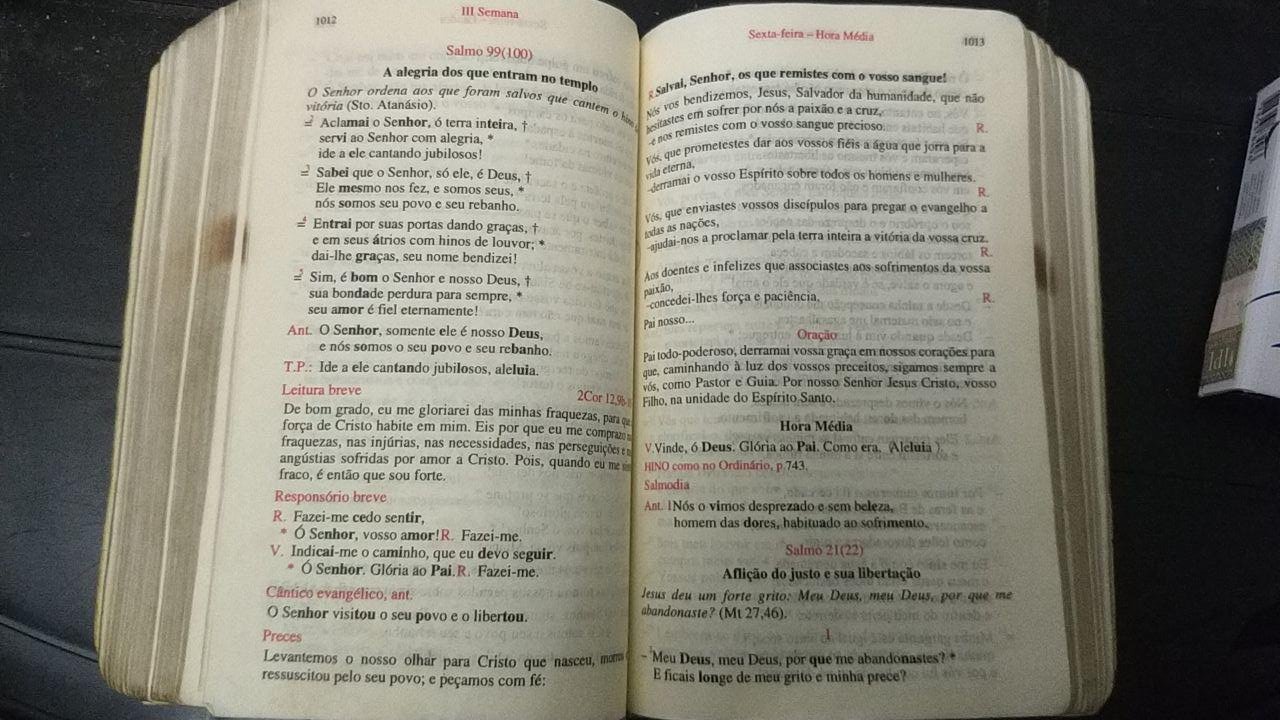 1012
III Semana
Salmo 99(100)
A alegria dos que entram no templo
O Senhor ordena aos que foram salvos que cantem o
vitória (Sto. Atanásio).
= Aclamai o Senhor, ó terra inteira, †
servi ao Senhor com alegria, *
ide a ele cantando jubilosos!
= 3 Sabei que o Senhor, só ele, é Deus, †
Ele mesmo nos fez, e somos seus, *
nós somos seu povo e seu rebanho.
= 4 Entrai por suas portas dando graças, †
e em seus átrios com hinos de louvor; *
dai-lhe graças, seu nome bendizei!
= 5 Sim, é bom o Senhor e nosso Deus, †
sua bondade perdura para sempre, *
seu amor é fiel eternamente!
Ant. O Senhor, somente ele é nosso Deus,
e nós somos o seu povo e seu rebanho.
T.P.: Ide a ele cantando jubilosos, aleluia.
Leitura breve
2Cor 12,9b
De bom grado, eu me gloriarei das minhas fraquezas, para que
força de Cristo habite em mim. Eis por que eu me comprazo
fraquezas, nas injúrias, nas necessidades, nas perseguições e
angústias sofridas por amor a Cristo. Pois, quando eu me
fraco, é então que sou forte.
Responsório breve
R. Fazei-me cedo sentir,
* Ó Senhor, vosso amor! R. Fazei-me.
V. Indicai-me o caminho, que eu devo seguir.
* Ó Senhor. Glória ao Pai. R. Fazei-me.
Cântico evangélico, ant.
O Senhor visitou o seu povo e o libertou.
Preces
Levantemos o nosso olhar para Cristo que nasceu,
ressuscitou pelo seu povo; e peçamos com fé:
Sexta-feira – Hora Média
1013
R. Salvai, Senhor, os que remistes com o vosso sangue!
Nós vos bendizemos, Jesus, Salvador da humanidade, que não
hesitastes em sofrer por nós a paixão e a cruz,
–e nos remistes com o vosso sangue precioso. R.
Vós, que prometestes dar aos vossos fiéis a água que jorra para a
vida eterna,
–derramai o vosso Espírito sobre todos os homens e mulheres.
R.
Vós, que enviastes vossos discípulos para pregar o evangelho a
todas as nações,
–ajudai-nos a proclamar pela terra inteira a vitória da vossa cruz.
R.
Aos doentes e infelizes que associastes aos sofrimentos da vossa
paixão,
–concedei-lhes força e paciência. R.
Pai nosso...
Oração
Pai todo-poderoso, derramai vossa graça em nossos corações para
que, caminhando à luz dos vossos preceitos, sigamos sempre a
vós, como Pastor e Guia. Por nosso Senhor Jesus Cristo, vosso
Filho, na unidade do Espírito Santo.
Hora Média
V. Vinde, ó Deus. Glória ao Pai. Como era. (Aleluia).
HINO como no Ordinário, p.743.
Salmodia
Ant. 1 Nós o vimos desprezado e sem beleza,
homem das dores, habituado ao sofrimento.
Salmo 21(22)
Aflição do justo e sua libertação
Jesus deu um forte grito: Meu Deus, meu Deus, por que me
abandonaste? (Mt 27,46).
I
– Meu Deus, meu Deus, por que me abandonastes? *
E ficais longe de meu grito e minha prece?